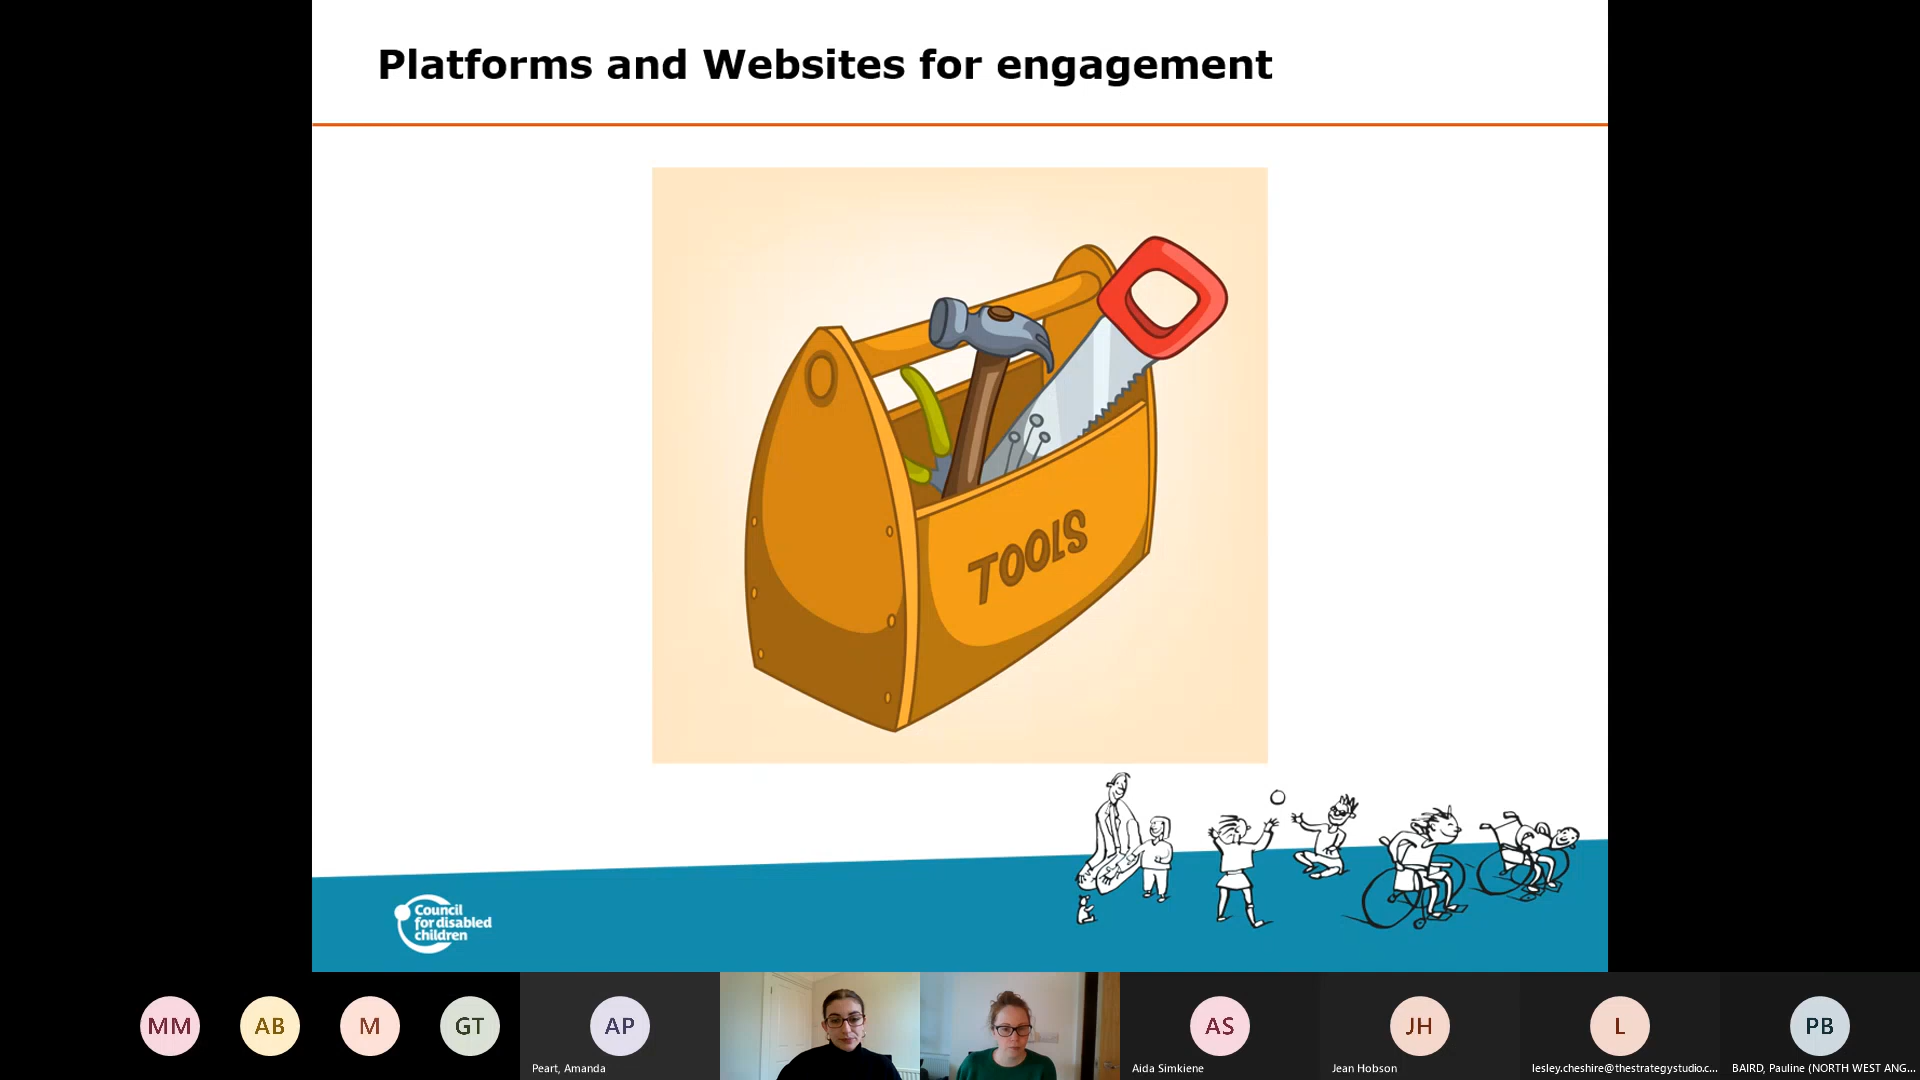 Platforms and Websites for engagement
TOOLS
Council
for disabled
children
MM
AB
M
GT
AP
AS
JH
L
PB
Peart, Amanda
Aida Simkiene
Jean Hobson
lesley.cheshire@thestrategystudio.c...
BAIRD, Pauline (NORTH WEST ANG...